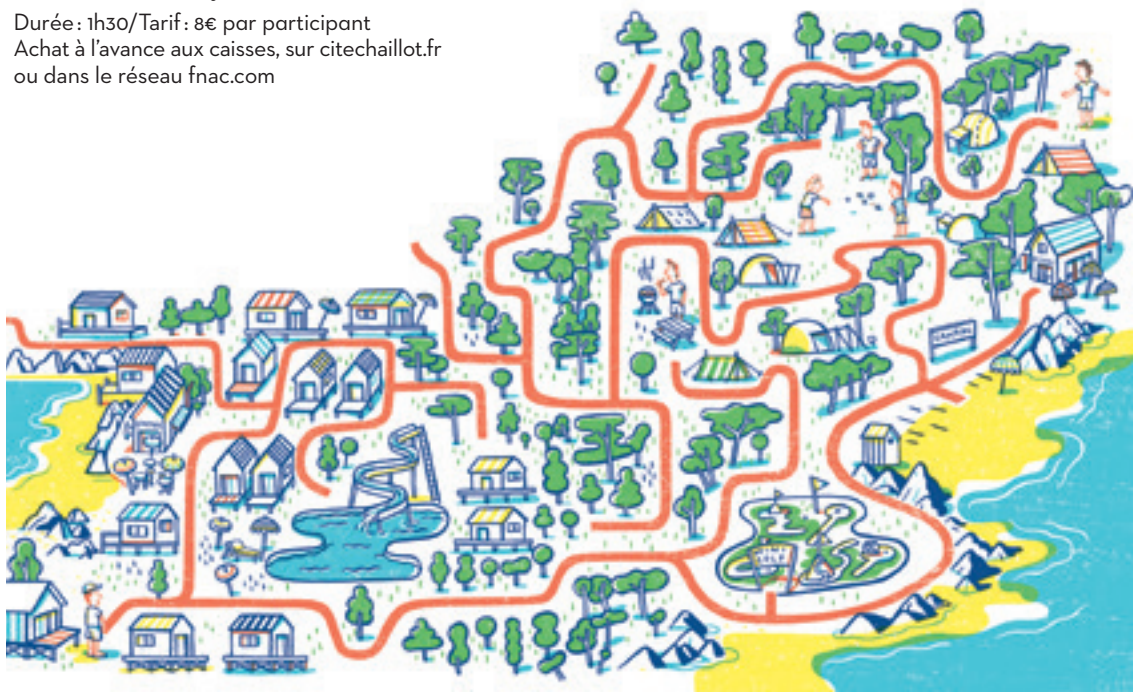 Durée : 1h30/Tarif : 8€ par participant
Achat à l'avance aux caisses, sur citechaillot.fr
ou dans le réseau fnac.com